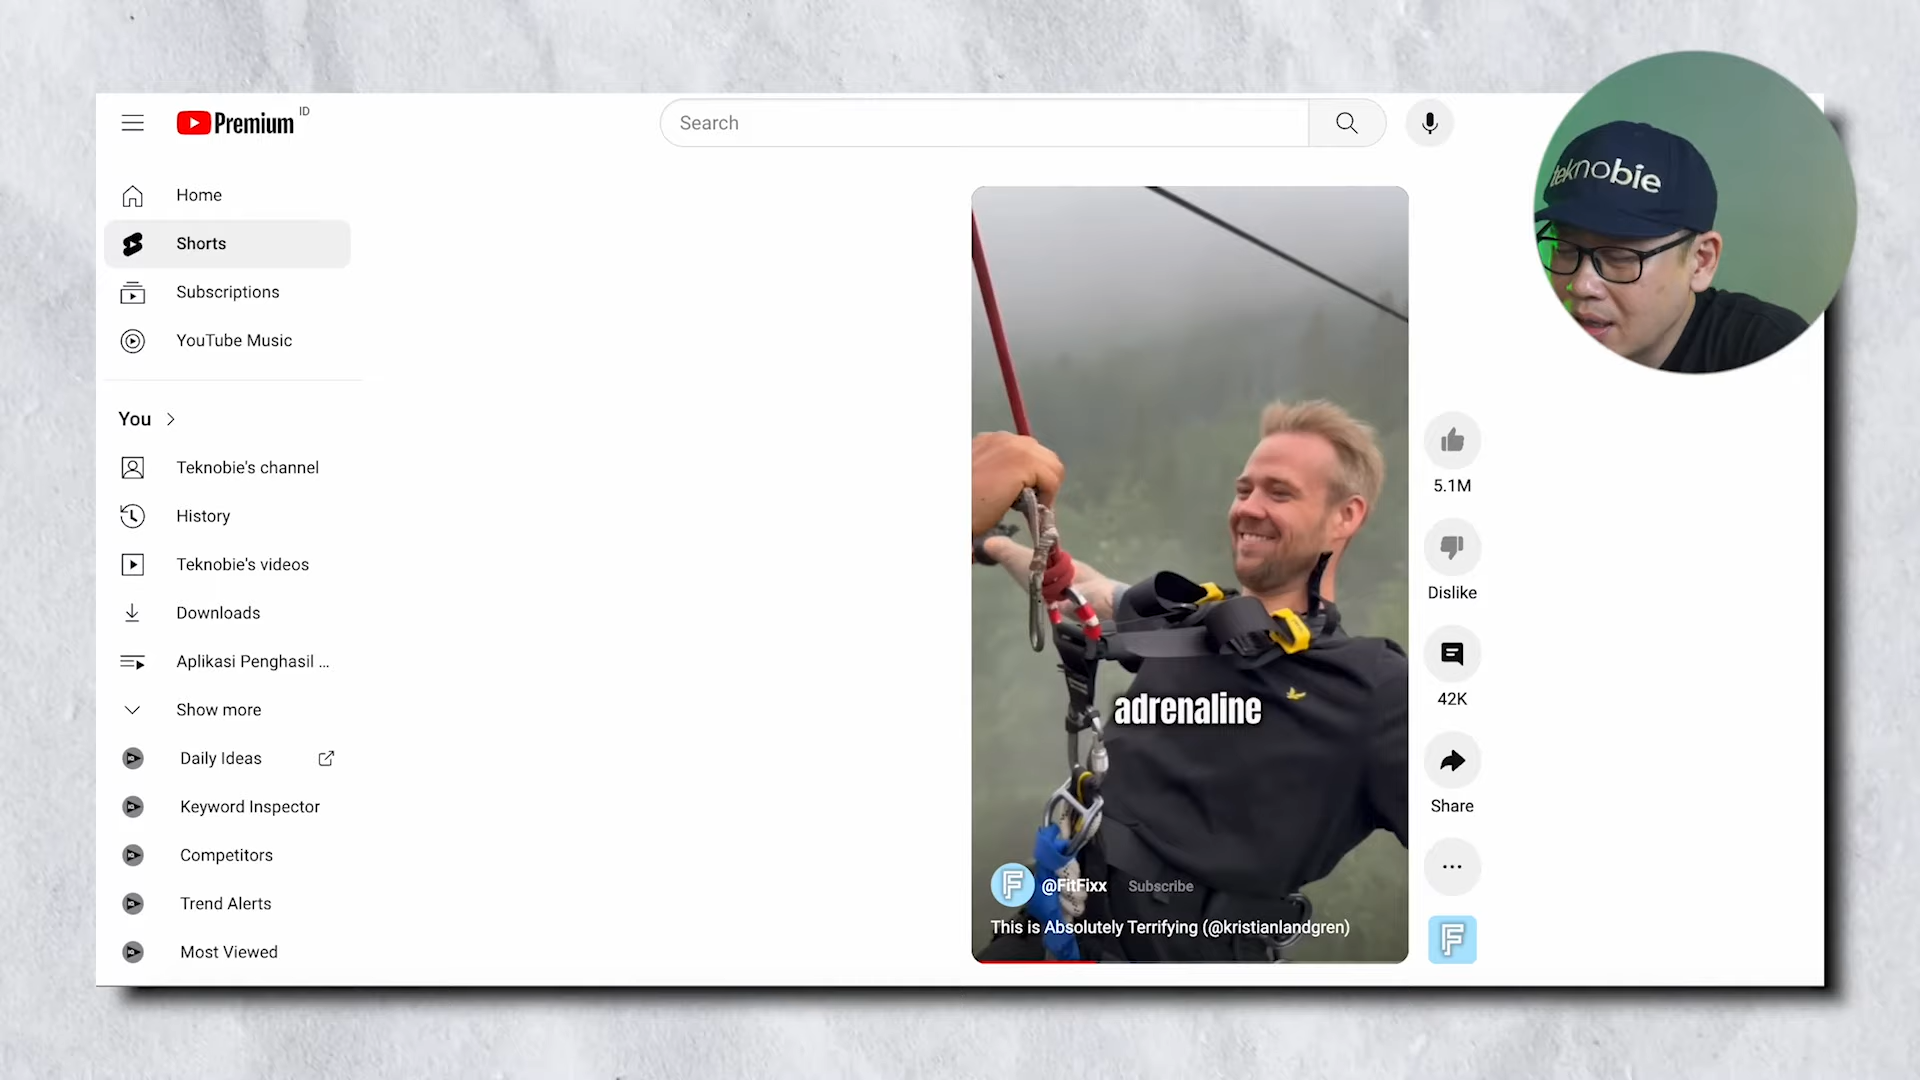 Premium ID
Search
teknobie
Home
Shorts
Subscriptions
YouTube Music
You
Teknobie's channel
History
Teknobie's videos
Downloads
Aplikasi Penghasil ...
Show more
Daily Ideas
Keyword Inspector
Competitors
Trend Alerts
Most Viewed
adrenaline
@FitFixx Subscribe
This is Absolutely Terrifying (@kristianlandgren)
5.1M
Dislike
42K
Share